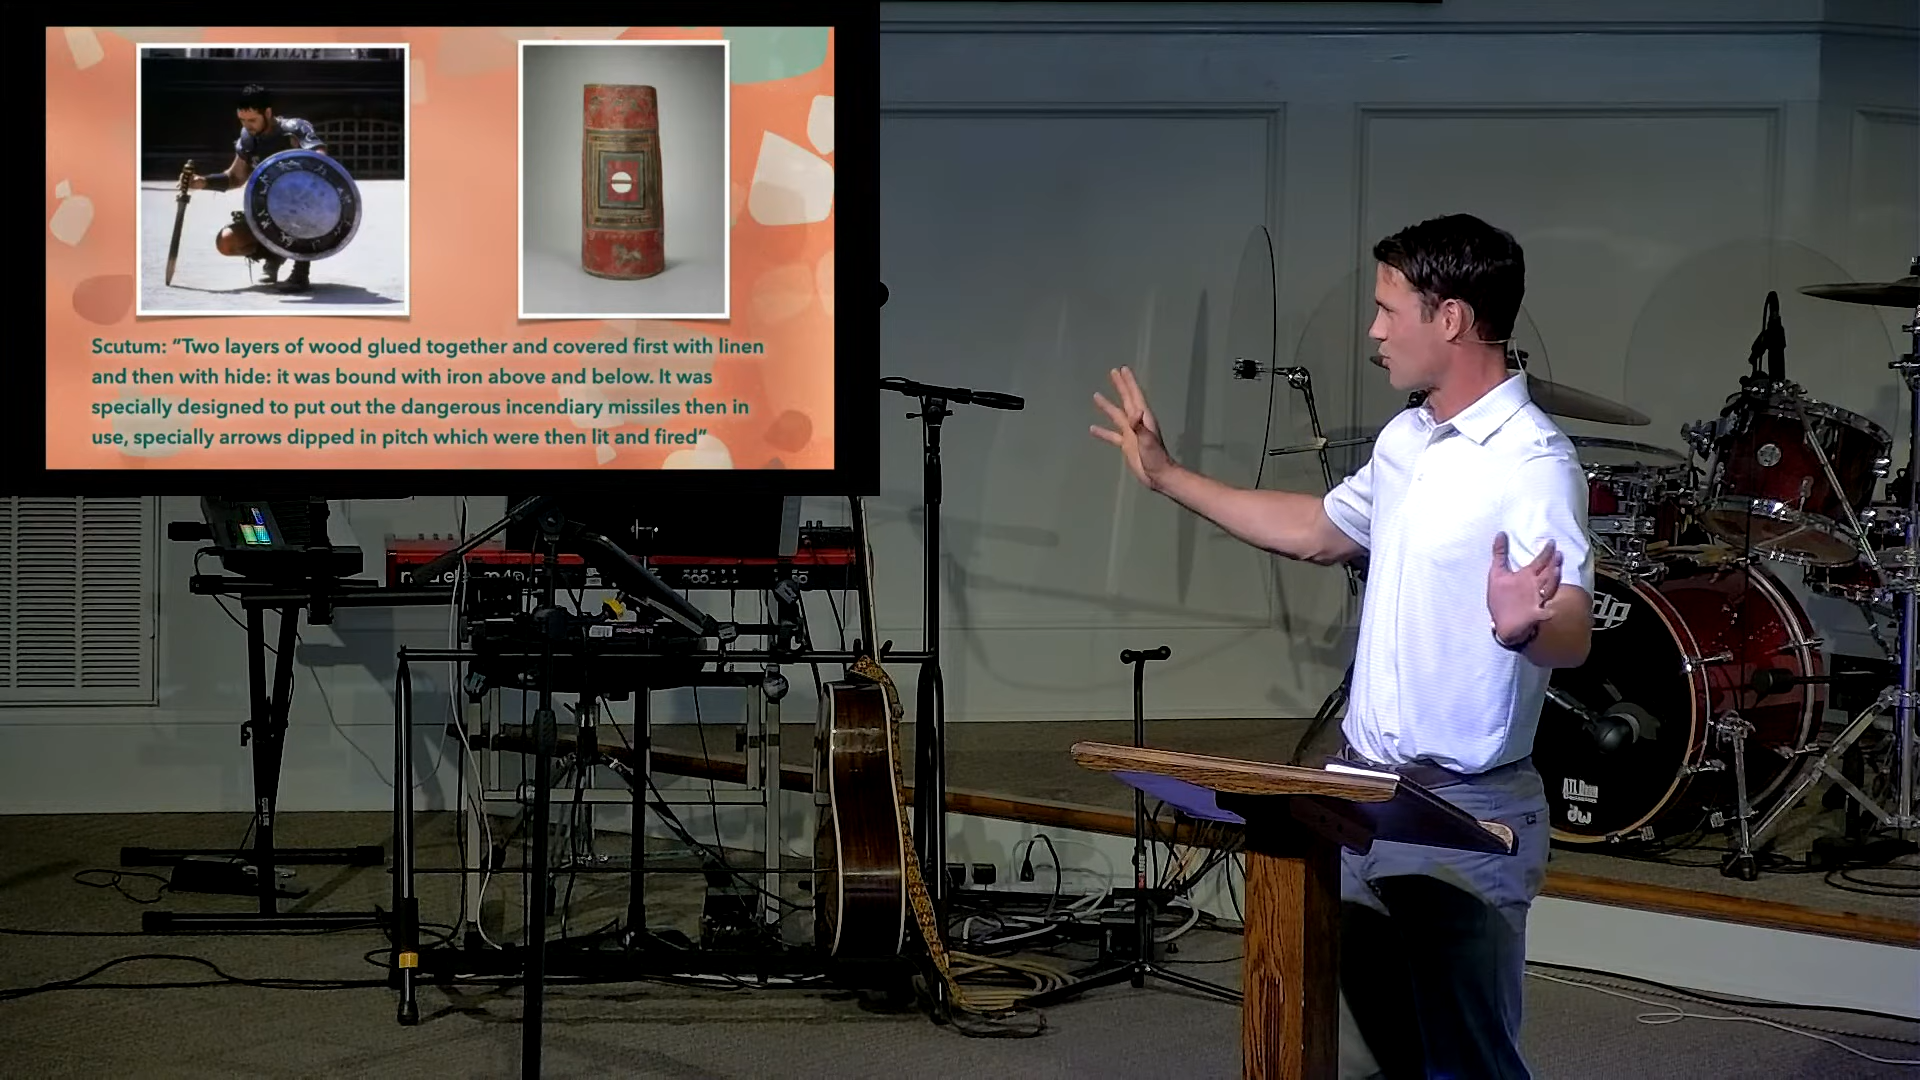 Scutum: “Two layers of wood glued together and covered first with linen
and then with hide: it was bound with iron above and below. It was
specially designed to put out the dangerous incendiary missiles then in
use, specially arrows dipped in pitch which were then lit and fired”
dp
dw